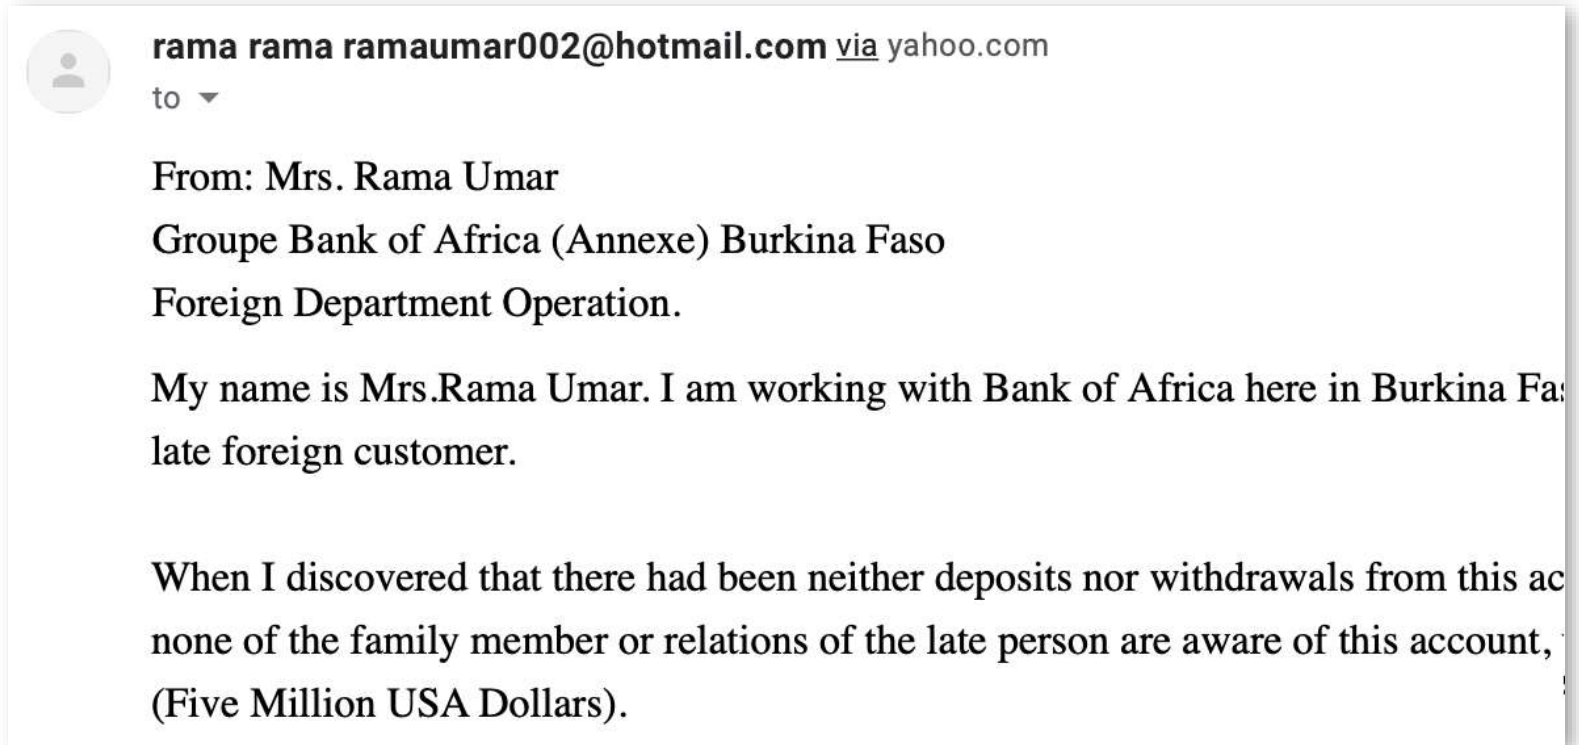 rama rama ramaumar002@hotmail.com via yahoo.com
to
From: Mrs. Rama Umar
Groupe Bank of Africa (Annexe) Burkina Faso
Foreign Department Operation.
My name is Mrs.Rama Umar. I am working with Bank of Africa here in Burkina
late foreign customer.
When I discovered that there had been neither deposits nor withdrawals from this
none of the family member or relations of the late person are aware of this account,
(Five Million USA Dollars).